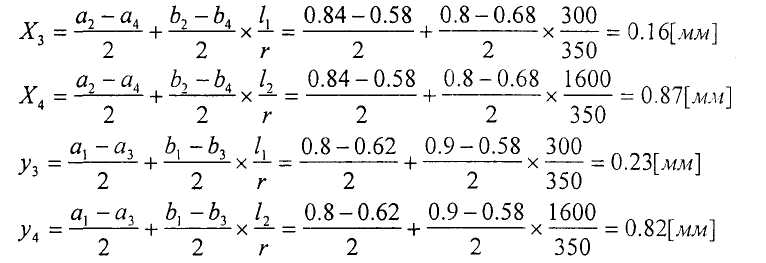 X₃ = (a₂ − a₄)/2 + (b₂ − b₄)/2 × l₁/r = (0.84 − 0.58)/2 + (0.8 − 0.68)/2 × 300/350 = 0.16[мм]
X₄ = (a₂ − a₄)/2 + (b₂ − b₄)/2 × l₂/r = (0.84 − 0.58)/2 + (0.8 − 0.68)/2 × 1600/350 = 0.87[мм]
y₃ = (a₁ − a₃)/2 + (b₁ − b₃)/2 × l₁/r = (0.8 − 0.62)/2 + (0.9 − 0.58)/2 × 300/350 = 0.23[мм]
y₄ = (a₁ − a₃)/2 + (b₁ − b₃)/2 × l₂/r = (0.8 − 0.62)/2 + (0.9 − 0.58)/2 × 1600/350 = 0.82[мм]